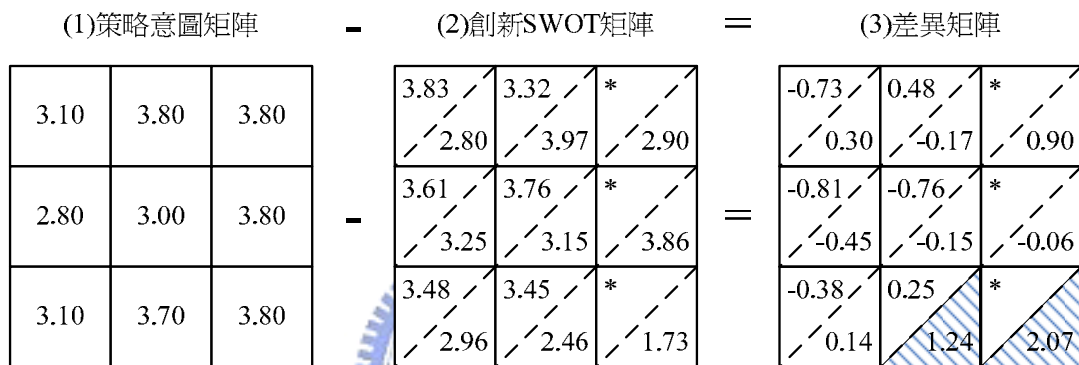 (1)策略意圖矩陣 - (2)創新SWOT矩陣 = (3)差異矩陣
3.10 3.80 3.80 3.83 3.32 * -0.73 0.48 *
2.80 3.97 2.90 0.30 -0.17 0.90
2.80 3.00 3.80 - 3.61 3.76 * = -0.81 -0.76 *
3.25 3.15 3.86 -0.45 -0.15 -0.06
3.10 3.70 3.80 3.48 3.45 * -0.38 0.25 *
2.96 2.46 1.73 0.14 1.24 2.07